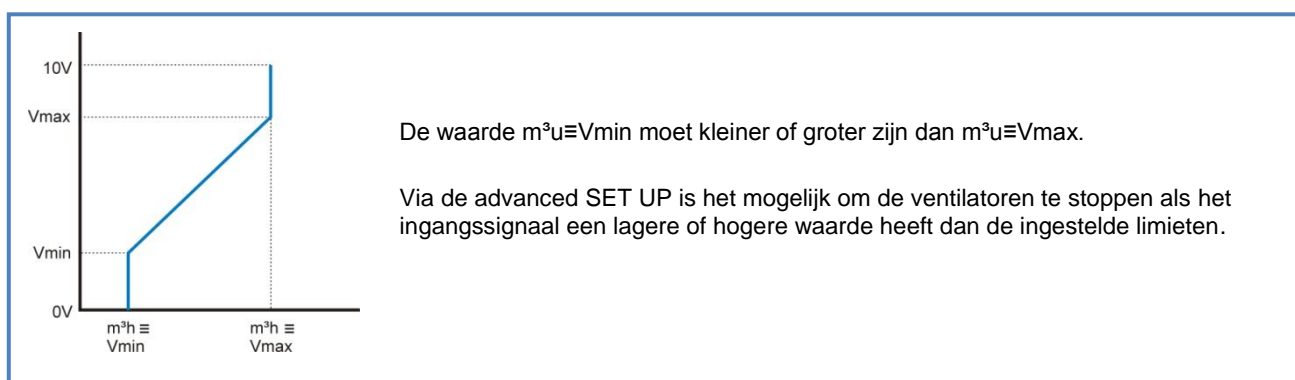 10V
Vmax
Vmin
0V
m³h ≡
Vmin
m³h ≡
Vmax
De waarde m³u≡Vmin moet kleiner of groter zijn dan m³u≡Vmax.
Via de advanced SET UP is het mogelijk om de ventilatoren te stoppen als het
ingangssignaal een lagere of hogere waarde heeft dan de ingestelde limieten.